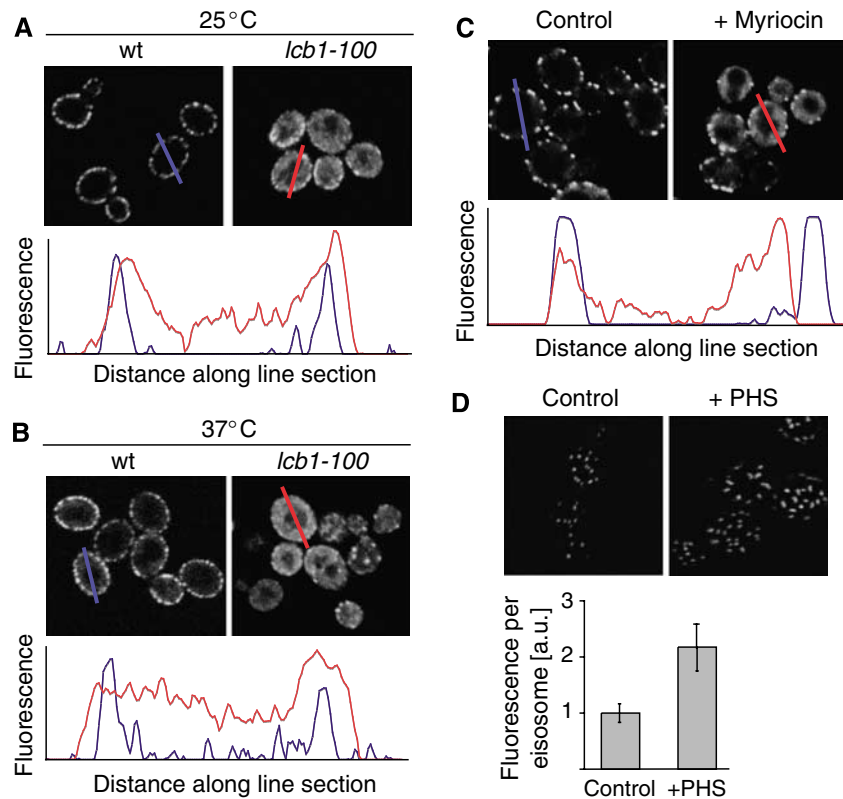 A
25°C
wt
lcb1-100
Fluorescence
Distance along line section
B
37°C
wt
lcb1-100
Fluorescence
Distance along line section
C
Control
+ Myriocin
Fluorescence
Distance along line section
D
Control
+ PHS
Fluorescence per
eisosome [a.u.]
3
2
1
Control
+PHS